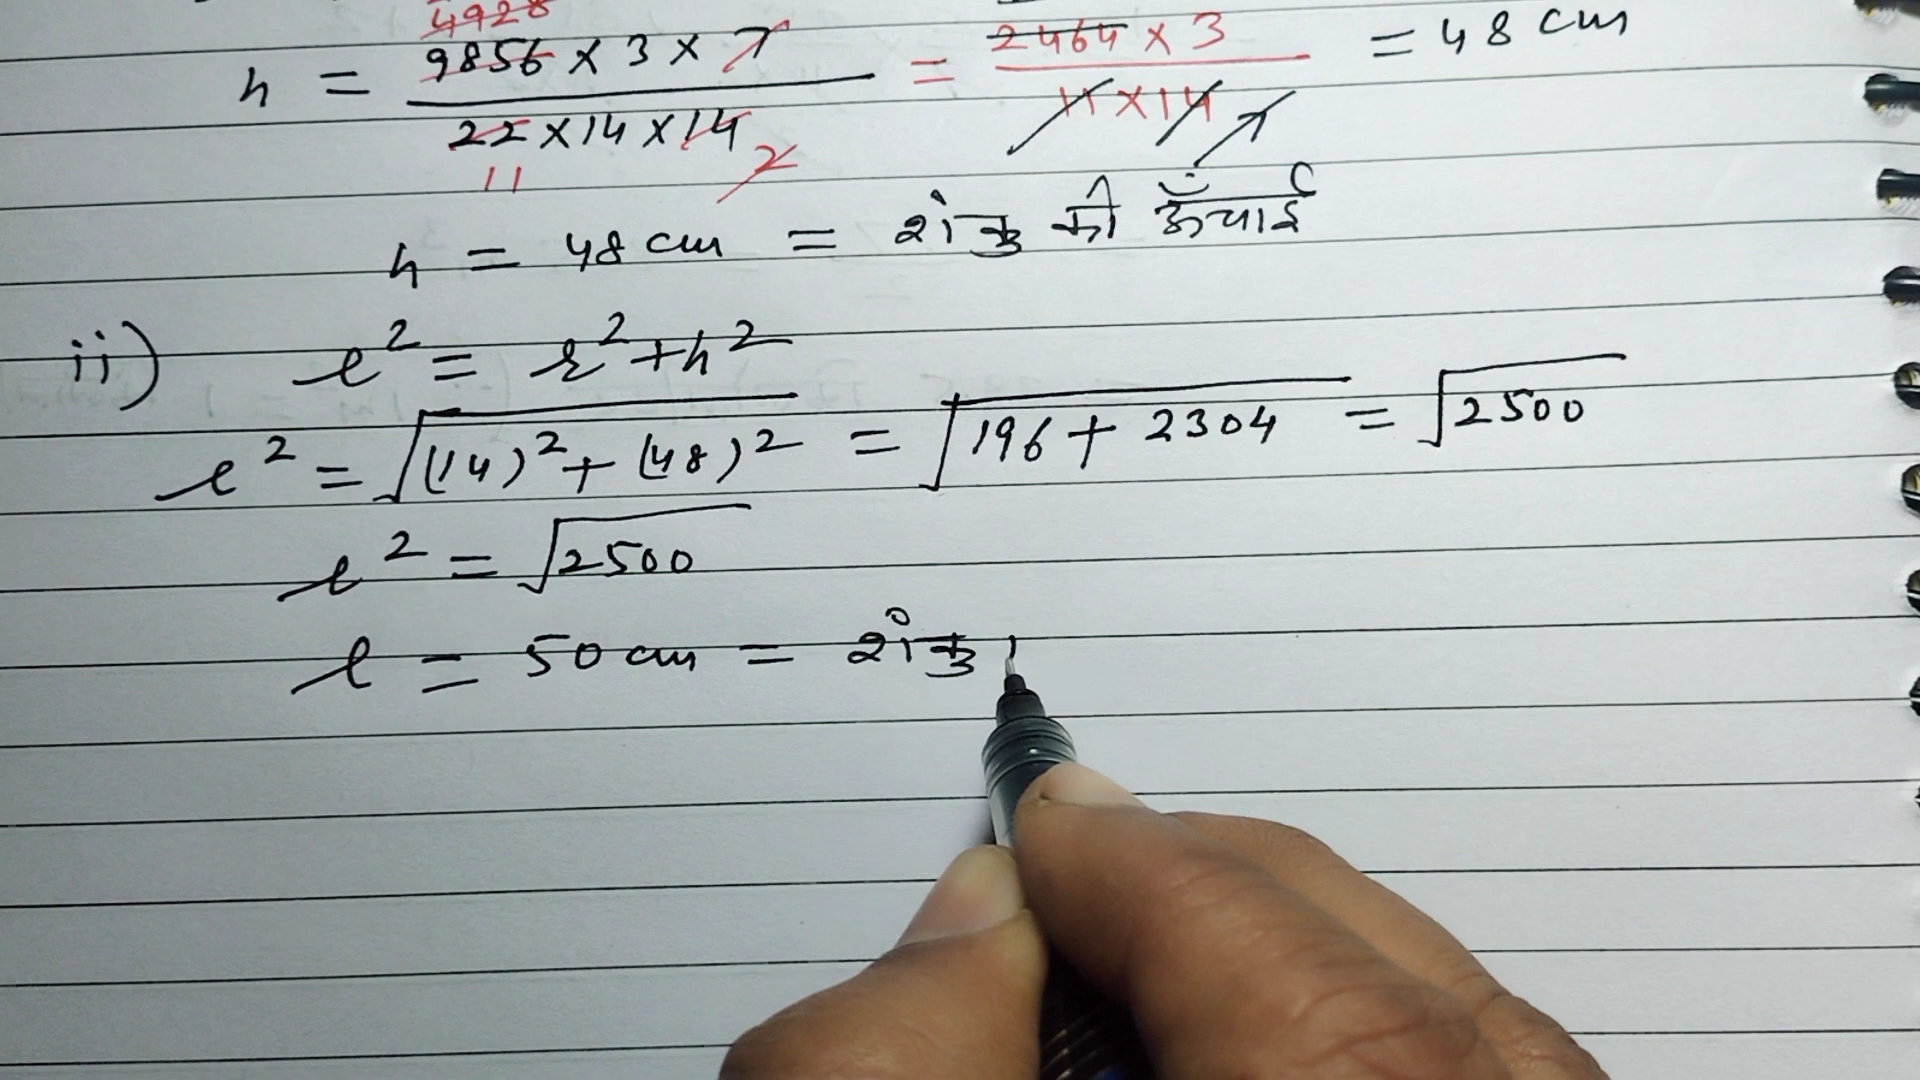 4928
h = 9856 × 3 × 7 / 22 × 14 × 14 = 2464 × 3 / 11 × 14 = 48 cm
11 2
h = 48 cm = शंकु की ऊँचाई
ii) l² = r² + h²
l² = √(14)² + (48)² = √196 + 2304 = √2500
l² = √2500
l = 50 cm = शंकु